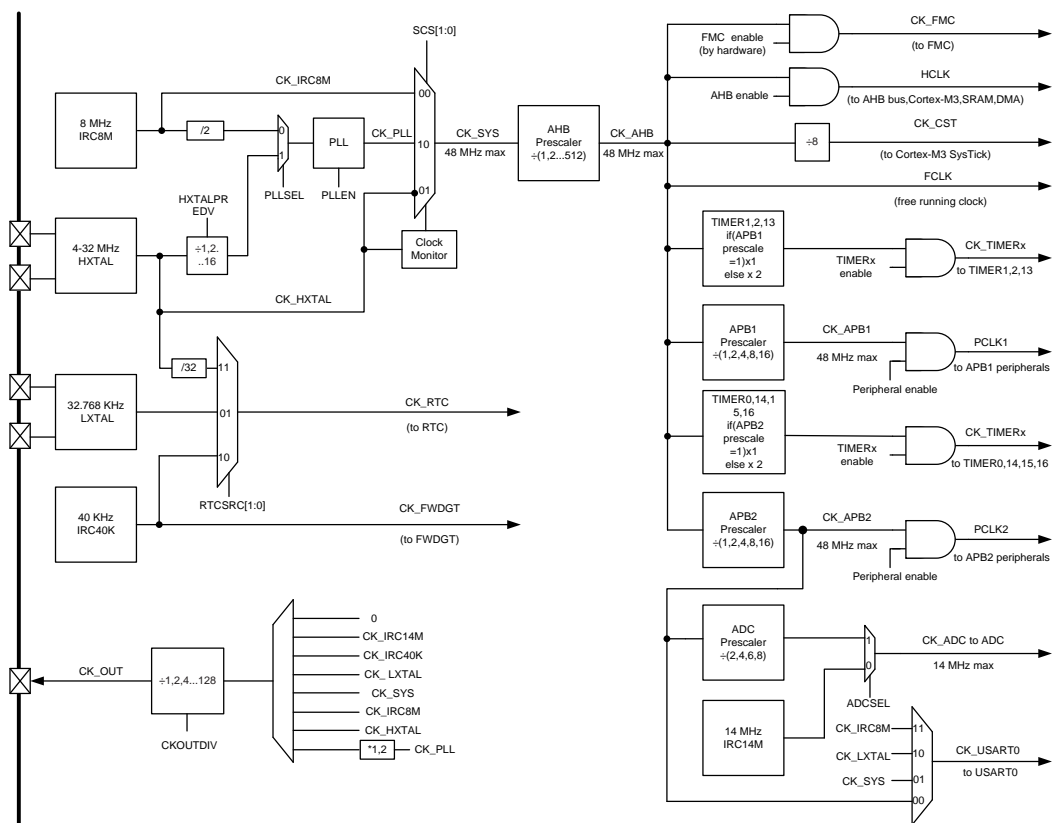 SCS[1:0]
CK_IRC8M
8 MHz
IRC8M
/2
0
1
PLLSEL
PLL
PLLEN
CK_PLL
00
10
01
CK_SYS
48 MHz max
AHB
Prescaler
÷(1,2...512)
CK_AHB
48 MHz max
HXTALPR
EDV
÷1,2.
..16
4-32 MHz
HXTAL
Clock
Monitor
CK_HXTAL
/32
11
01
10
32.768 KHz
LXTAL
CK_RTC
(to RTC)
RTCSRC[1:0]
40 KHz
IRC40K
CK_FWDGT
(to FWDGT)
CK_OUT
÷1,2,4...128
CKOUTDIV
0
CK_IRC14M
CK_IRC40K
CK_LXTAL
CK_SYS
CK_IRC8M
CK_HXTAL
*1,2
CK_PLL
FMC enable
(by hardware)
CK_FMC
(to FMC)
AHB enable
HCLK
(to AHB bus,Cortex-M3,SRAM,DMA)
÷8
CK_CST
(to Cortex-M3 SysTick)
FCLK
(free running clock)
TIMER1,2,13
if(APB1
prescale
=1)x1
else x 2
TIMERx
enable
CK_TIMERx
to TIMER1,2,13
APB1
Prescaler
÷(1,2,4,8,16)
CK_APB1
48 MHz max
Peripheral enable
PCLK1
to APB1 peripherals
TIMER0,14,1
5,16
if(APB2
prescale
=1)x1
else x 2
TIMERx
enable
CK_TIMERx
to TIMER0,14,15,16
APB2
Prescaler
÷(1,2,4,8,16)
CK_APB2
48 MHz max
Peripheral enable
PCLK2
to APB2 peripherals
ADC
Prescaler
÷(2,4,6,8)
1
0
ADCSEL
CK_ADC to ADC
14 MHz max
14 MHz
IRC14M
CK_IRC8M
11
CK_LXTAL
10
CK_SYS
01
00
CK_USART0
to USART0